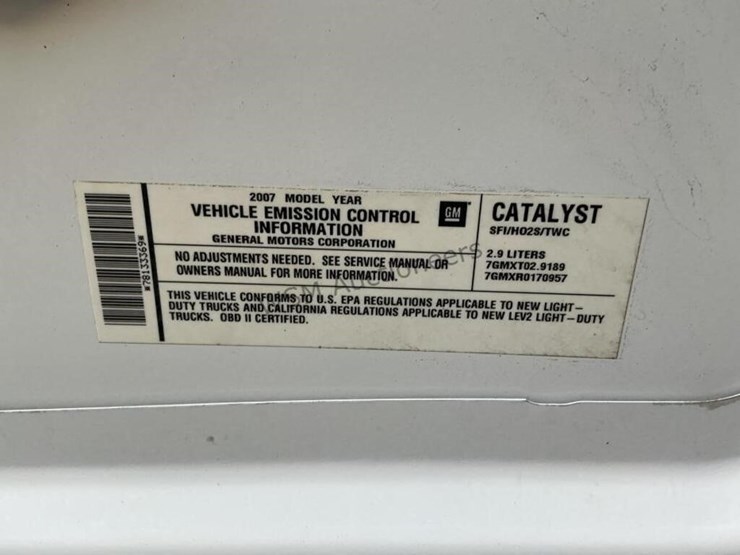 2007 MODEL YEAR
VEHICLE EMISSION CONTROL
INFORMATION
GENERAL MOTORS CORPORATION
GM
NO ADJUSTMENTS NEEDED. SEE SERVICE MANUAL OR
OWNERS MANUAL FOR MORE INFORMATION.
CATALYST
SFI/HO2S/TWC
2.9 LITERS
7GMXT02.9189
7GMXR0170957
THIS VEHICLE CONFORMS TO U.S. EPA REGULATIONS APPLICABLE TO NEW LIGHT-
DUTY TRUCKS AND CALIFORNIA REGULATIONS APPLICABLE TO NEW LEV2 LIGHT-DUTY
TRUCKS. OBD II CERTIFIED.
*78133369*
GSM Auctioneers